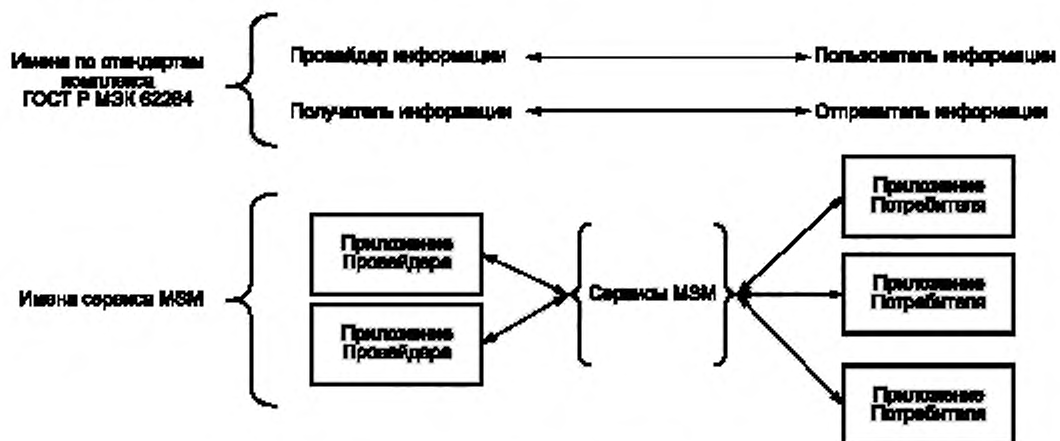 Имена по стандартам
комплекса
ГОСТ Р МЭК 62264
Провайдер информации
Пользователь информации
Получатель информации
Отправитель информации
Имена сервиса MSM
Приложение
Провайдера
Приложение
Провайдера
Сервисы MSM
Приложение
Потребителя
Приложение
Потребителя
Приложение
Потребителя